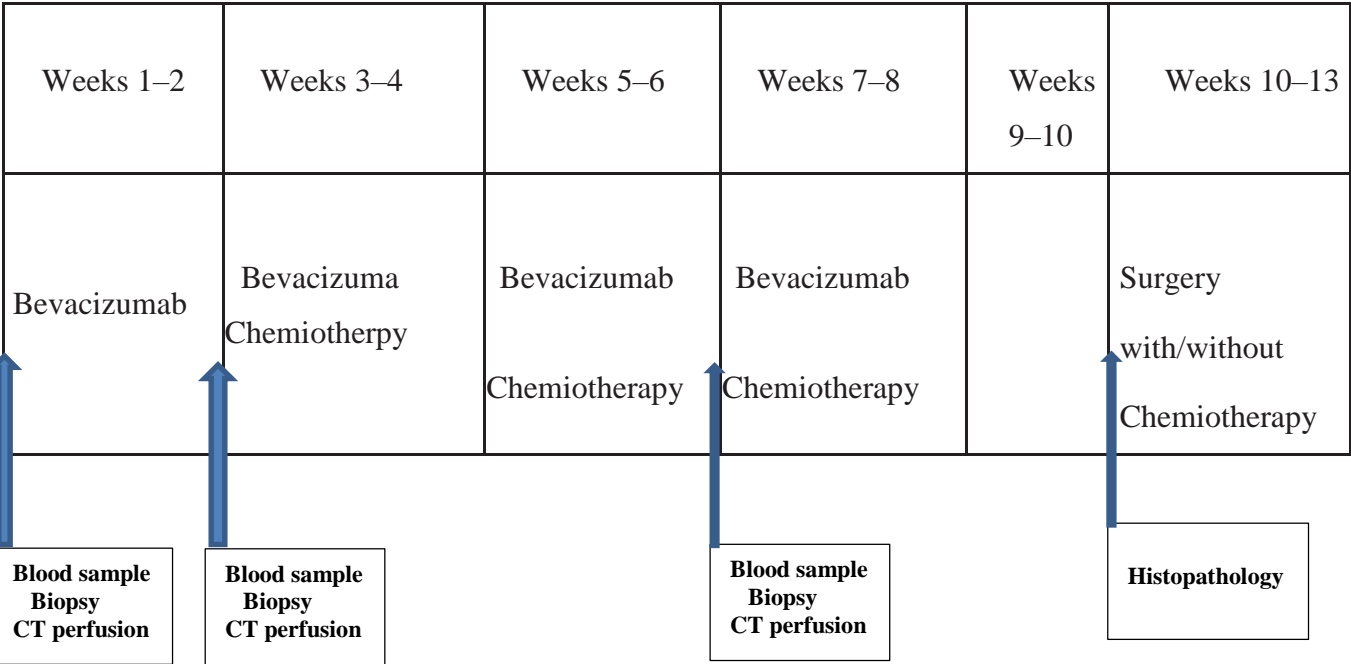 Weeks 1–2
Weeks 3–4
Weeks 5–6
Weeks 7–8
Weeks
9–10
Weeks 10–13
Bevacizumab
Bevacizuma
Chemiotherpy
Bevacizumab
Chemiotherapy
Bevacizumab
Chemiotherapy
Surgery
with/without
Chemiotherapy
Blood sample
Biopsy
CT perfusion
Blood sample
Biopsy
CT perfusion
Blood sample
Biopsy
CT perfusion
Histopathology